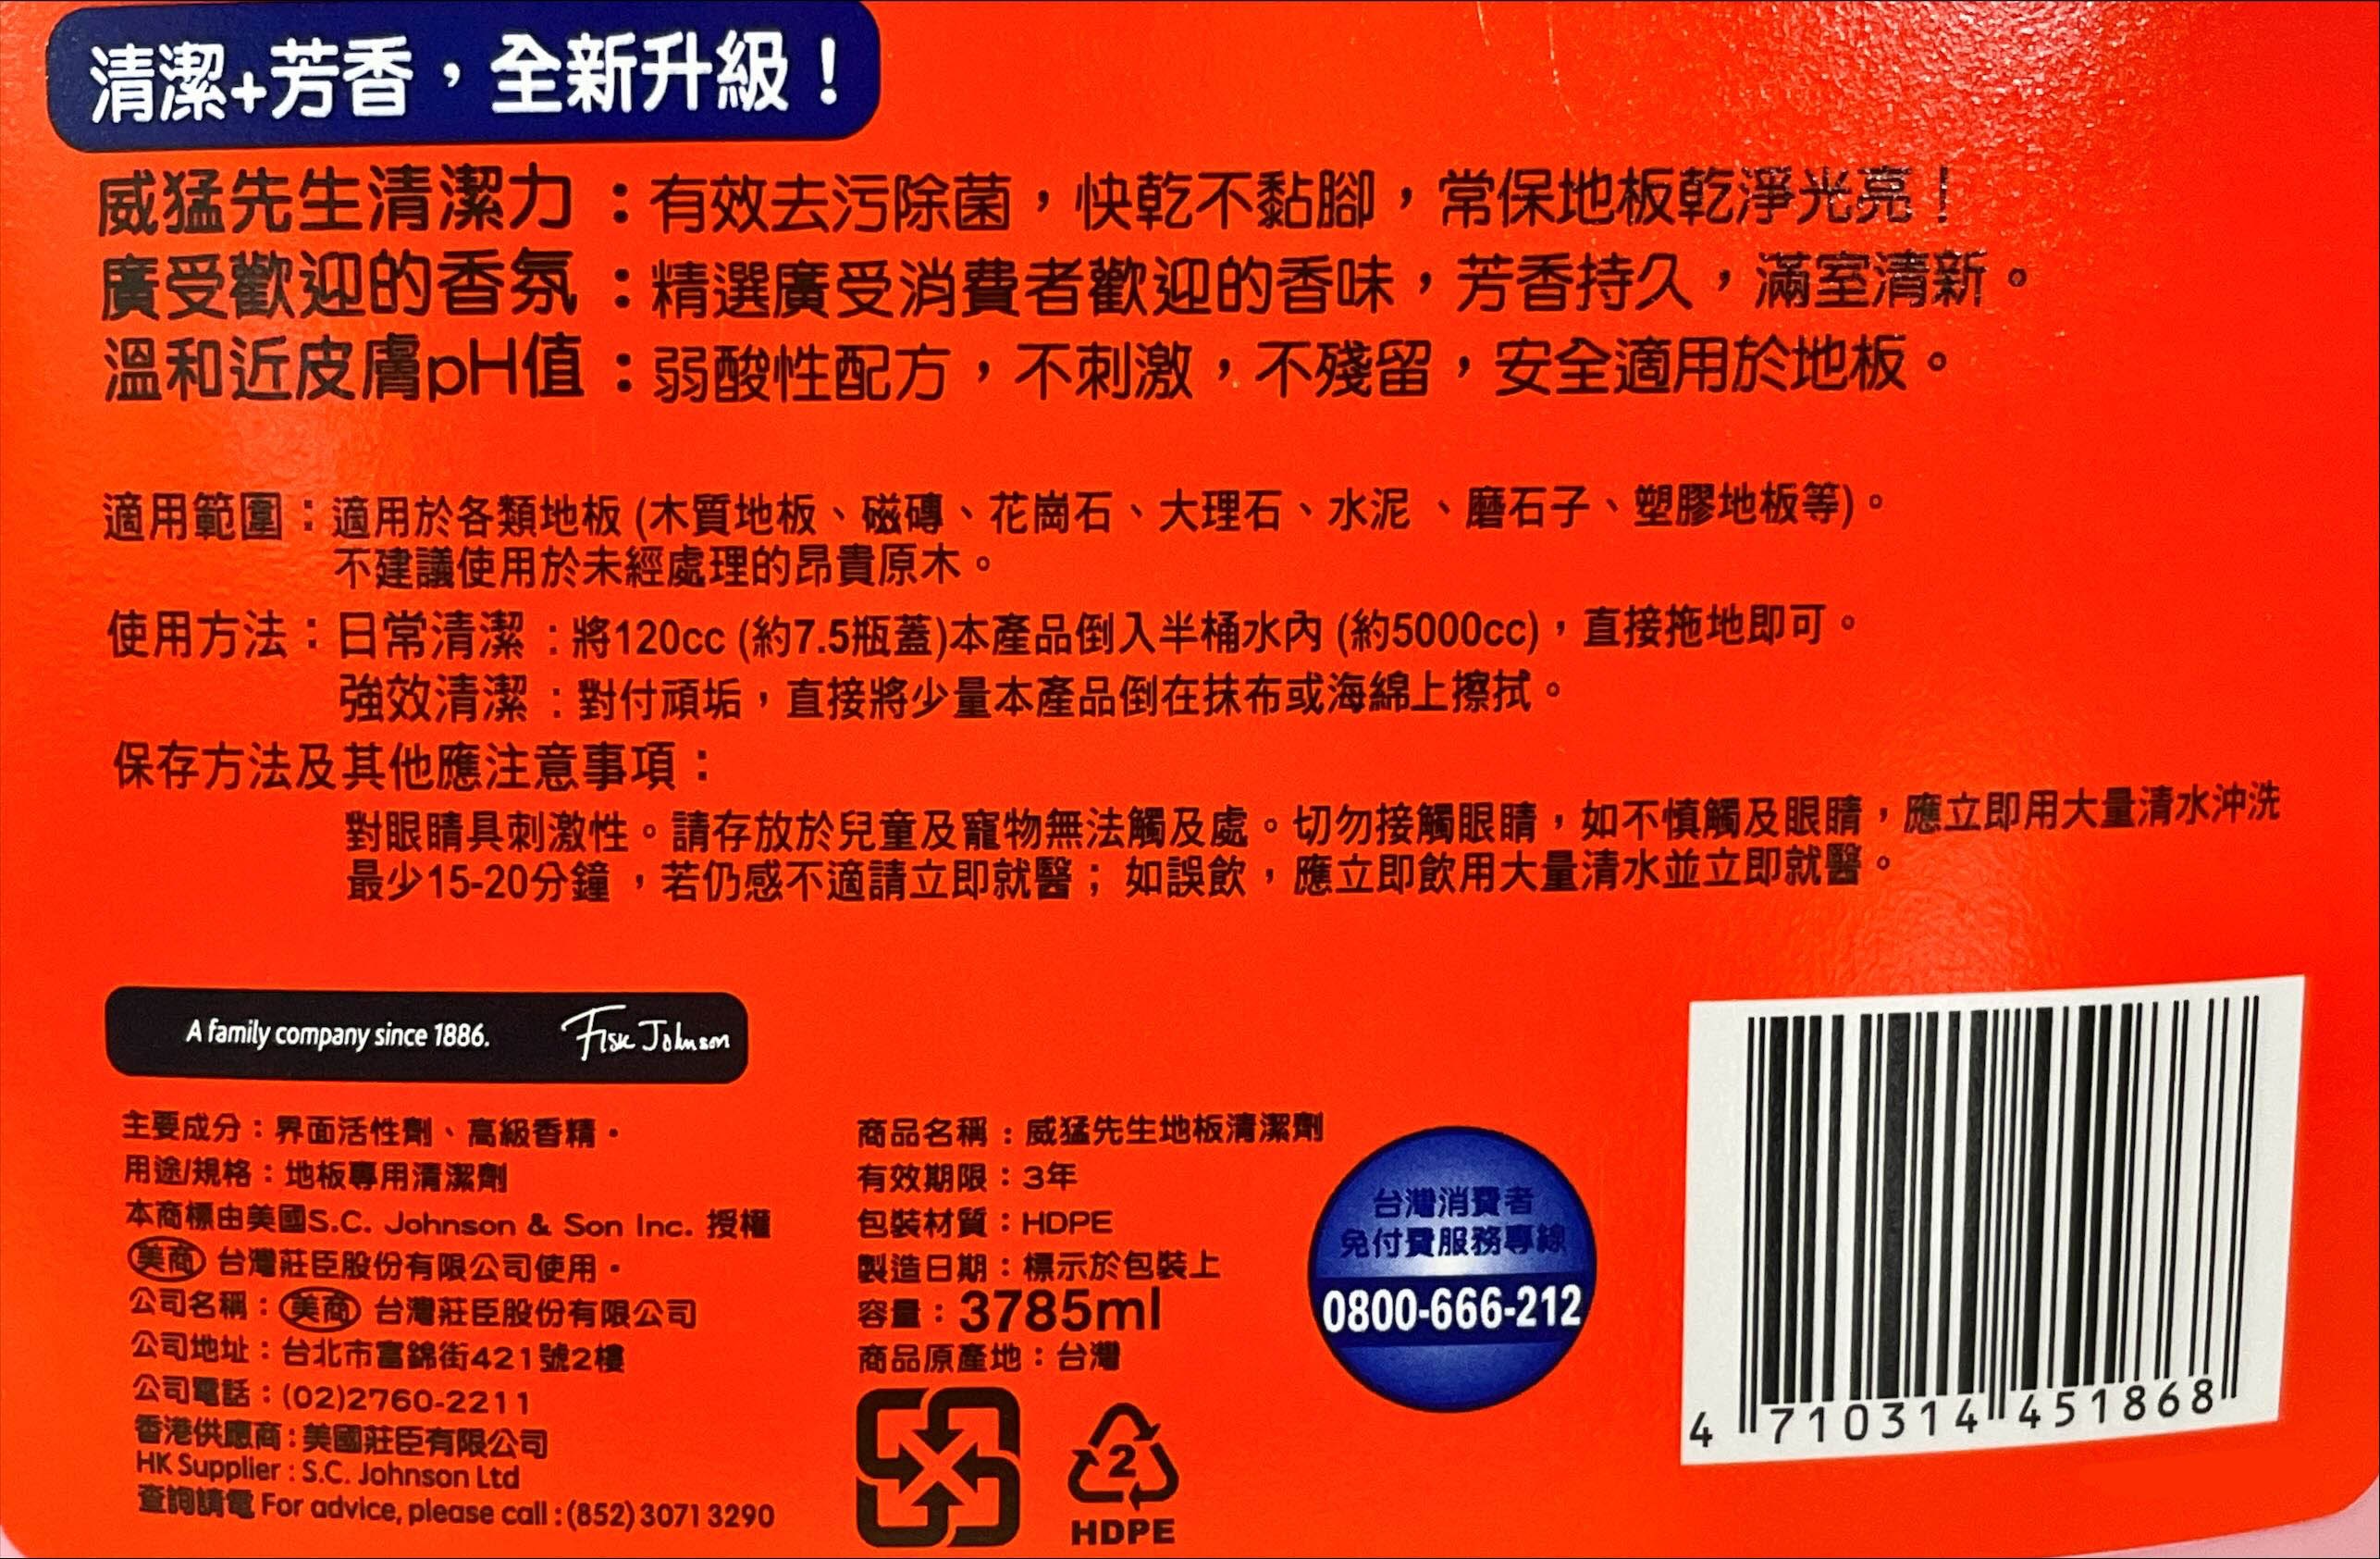 清潔+芳香，全新升級！
威猛先生清潔力：有效去污除菌，快乾不黏腳，常保地板乾淨光亮！
廣受歡迎的香氛：精選廣受消費者歡迎的香味，芳香持久，滿室清新。
溫和近皮膚pH值：弱酸性配方，不刺激，不殘留，安全適用於地板。
適用範圍：適用於各類地板 (木質地板、磁磚、花崗石、大理石、水泥、磨石子、塑膠地板等)。
不建議使用於未經處理的昂貴原木。
使用方法：日常清潔：將120cc (約7.5瓶蓋)本產品倒入半桶水內 (約5000cc)，直接拖地即可。
強效清潔：對付頑垢，直接將少量本產品倒在抹布或海綿上擦拭。
保存方法及其他應注意事項：
對眼睛具刺激性。請存放於兒童及寵物無法觸及處。切勿接觸眼睛，如不慎觸及眼睛，應立即用大量清水沖洗
最少15-20分鐘，若仍感不適請立即就醫；如誤飲，應立即飲用大量清水並立即就醫。
A family company since 1886. Fisk Johnson
主要成分：界面活性劑、高級香精。
用途/規格：地板專用清潔劑
本商標由美國S.C. Johnson & Son Inc. 授權
美商 台灣莊臣股份有限公司使用。
公司名稱：美商 台灣莊臣股份有限公司
公司地址：台北市富錦街421號2樓
公司電話：(02)2760-2211
香港供應商：美國莊臣有限公司
HK Supplier : S.C. Johnson Ltd
查詢請電 For advice, please call : (852) 3071 3290
商品名稱：威猛先生地板清潔劑
有效期限：3年
包裝材質：HDPE
製造日期：標示於包裝上
容量：3785ml
商品原產地：台灣
2
HDPE
台灣消費者
免付費服務專線
0800-666-212
4 710314 451868